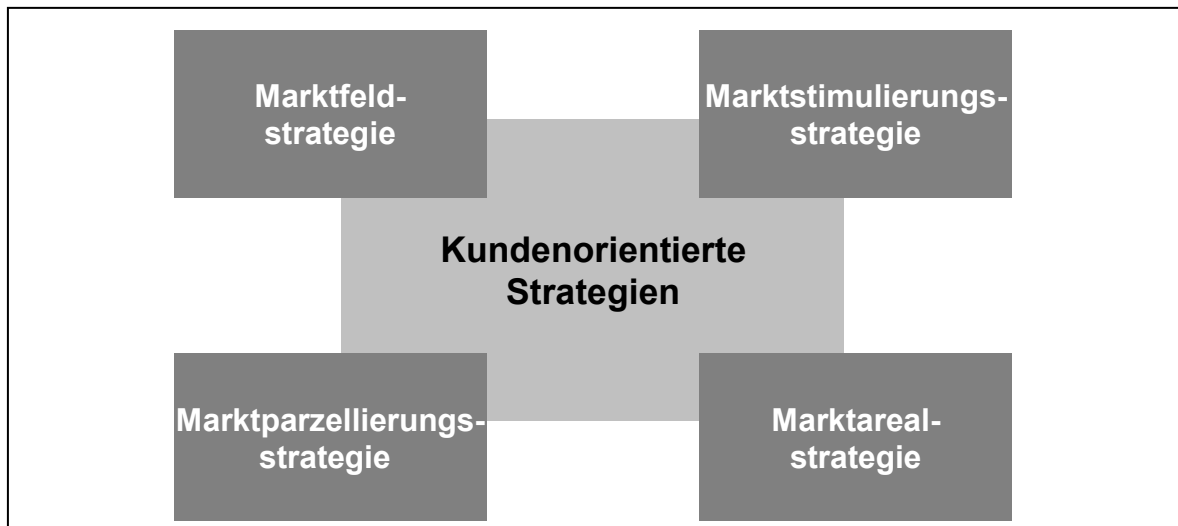 Marktfeld-
strategie
Marktstimulierungs-
strategie
Kundenorientierte
Strategien
Marktparzellierungs-
strategie
Marktareal-
strategie